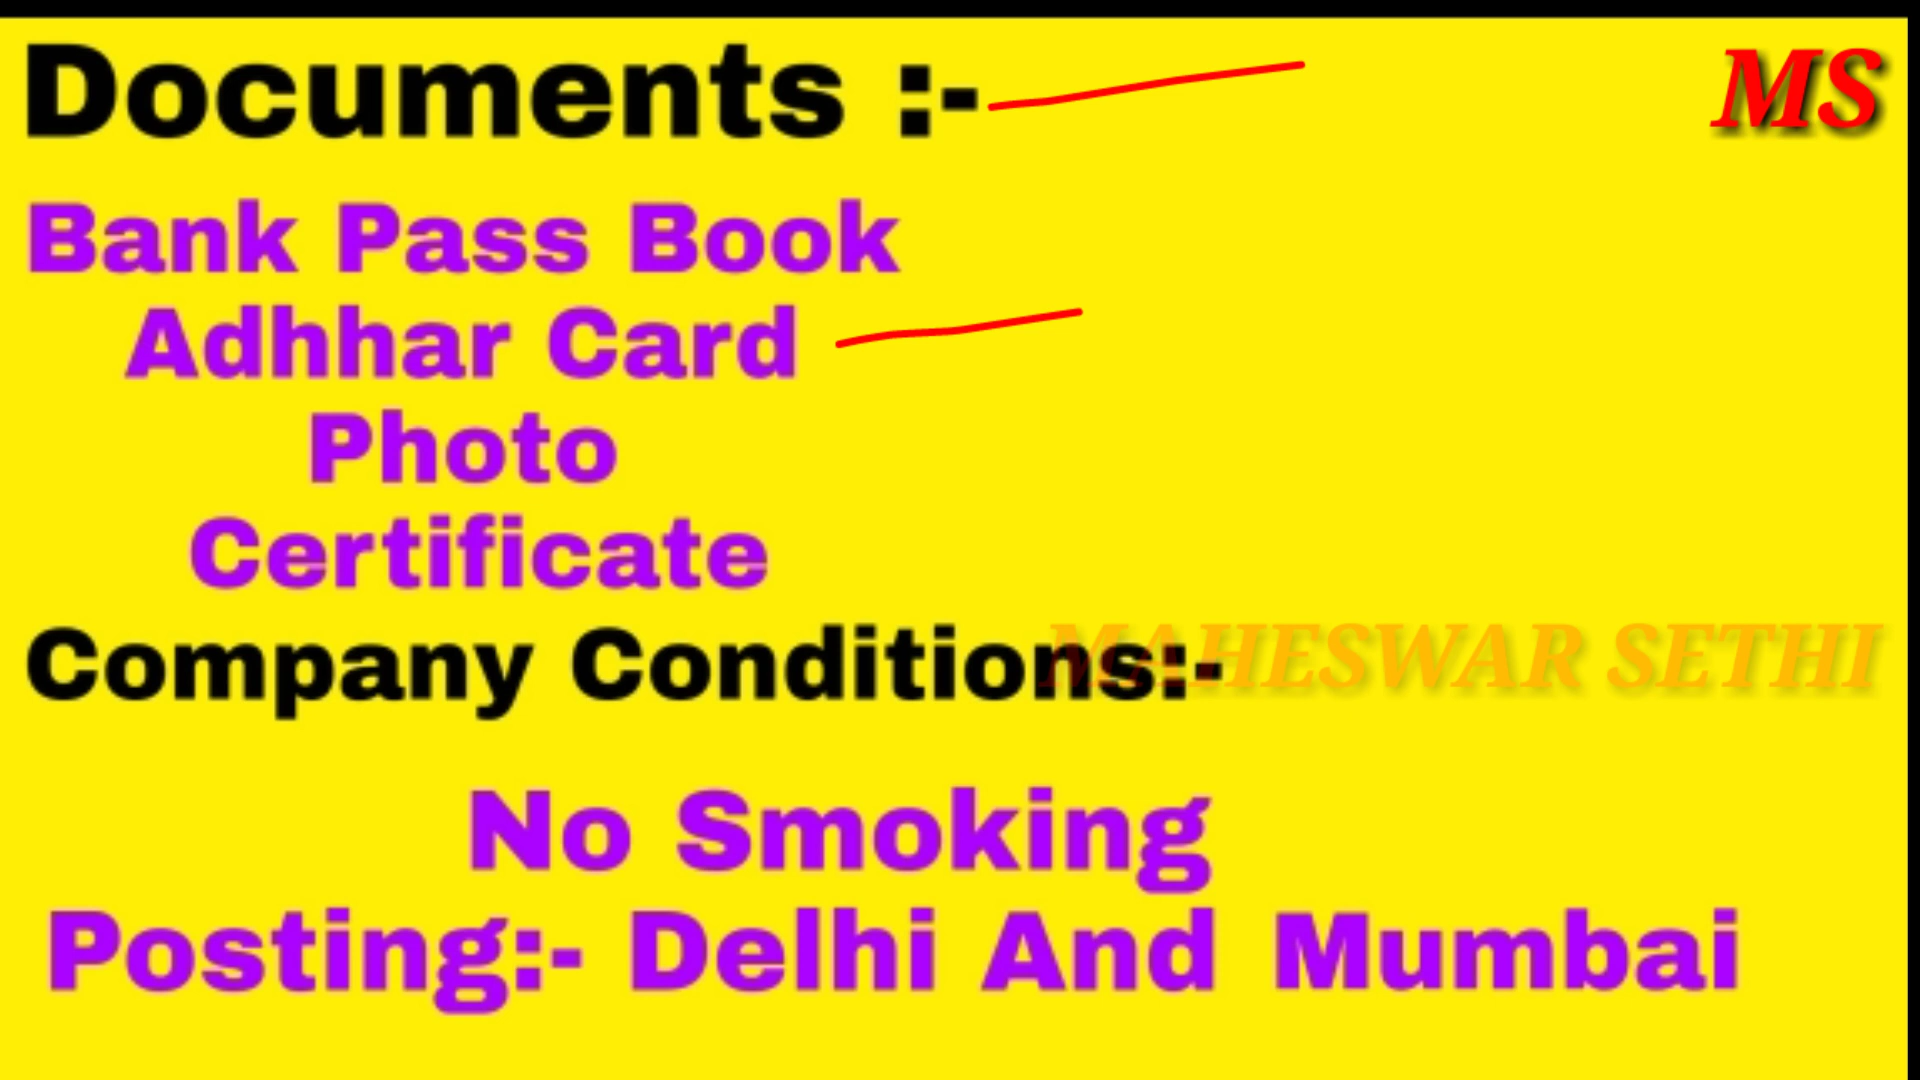 Documents :-
MS
Bank Pass Book
Adhhar Card
Photo
Certificate
Company Conditions:-
MAHESWAR SETHI
No Smoking
Posting:- Delhi And Mumbai